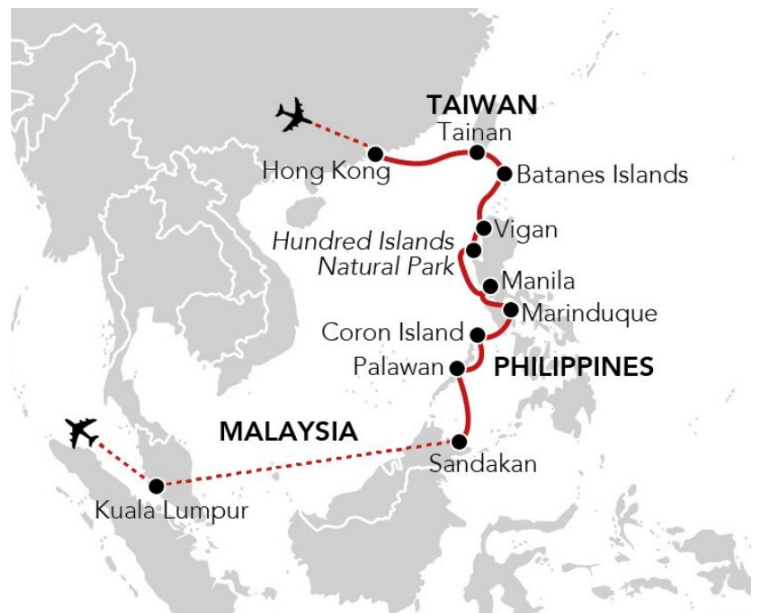 TAIWAN
Tainan
Hong Kong
Batanes Islands
Vigan
Hundred Islands
Natural Park
Manila
Marinduque
Coron Island
Palawan
PHILIPPINES
MALAYSIA
Sandakan
Kuala Lumpur